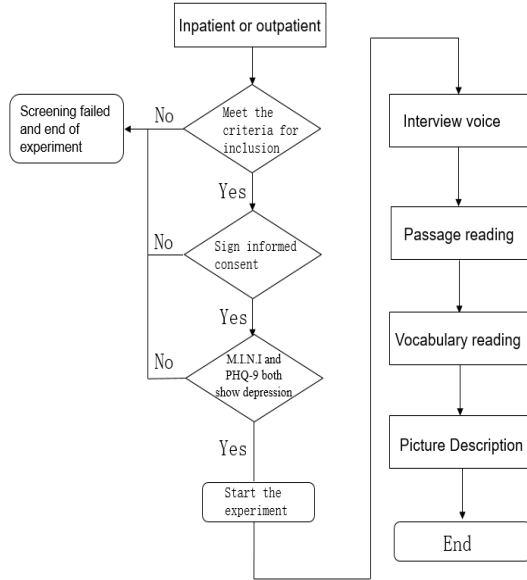 Inpatient or outpatient
No
Meet the
criteria for
inclusion
Screening failed
and end of
experiment
Yes
No
Sign informed
consent
Yes
No
M.I.N.I and
PHQ-9 both
show depression
Yes
Start the
experiment
Interview voice
Passage reading
Vocabulary reading
Picture Description
End